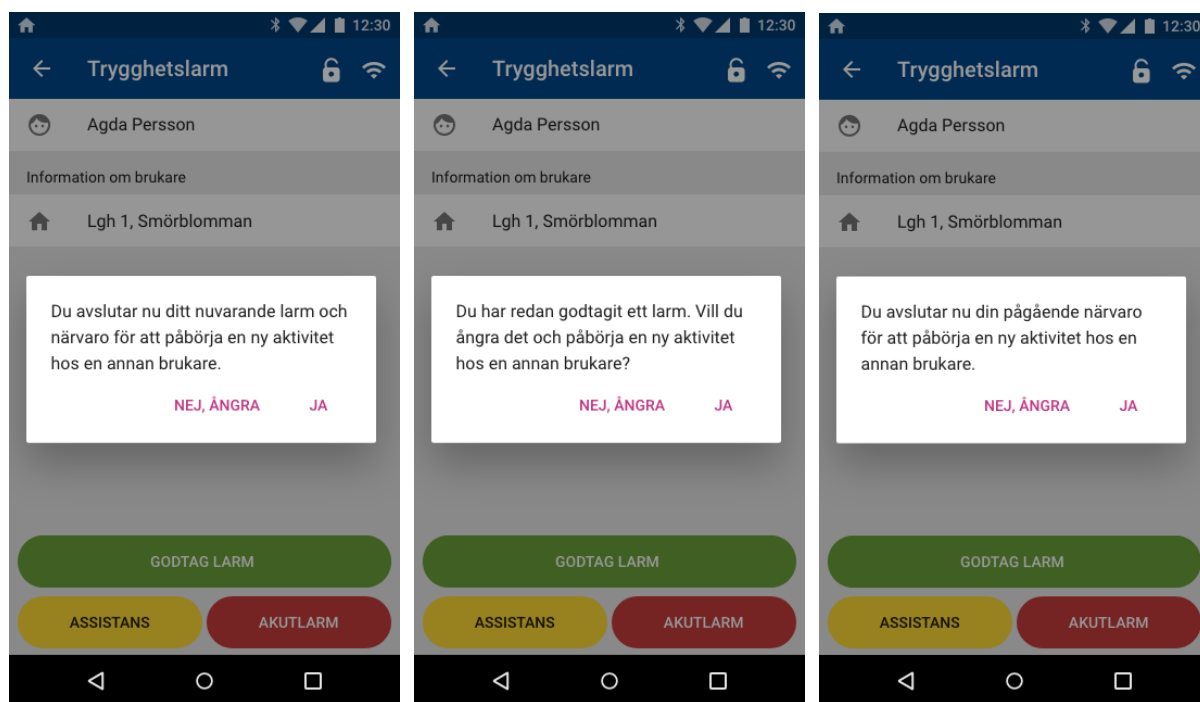 12:30
Trygghetslarm
Agda Persson
Information om brukare
Lgh 1, Smörblomman
Du avslutar nu ditt nuvarande larm och
närvaro för att påbörja en ny aktivitet
hos en annan brukare.
NEJ, ÅNGRA JA
GODTAG LARM
ASSISTANS AKUTLARM
12:30
Trygghetslarm
Agda Persson
Information om brukare
Lgh 1, Smörblomman
Du har redan godtagit ett larm. Vill du
ångra det och påbörja en ny aktivitet
hos en annan brukare?
NEJ, ÅNGRA JA
GODTAG LARM
ASSISTANS AKUTLARM
12:30
Trygghetslarm
Agda Persson
Information om brukare
Lgh 1, Smörblomman
Du avslutar nu din pågående närvaro
för att påbörja en ny aktivitet hos en
annan brukare.
NEJ, ÅNGRA JA
GODTAG LARM
ASSISTANS AKUTLARM